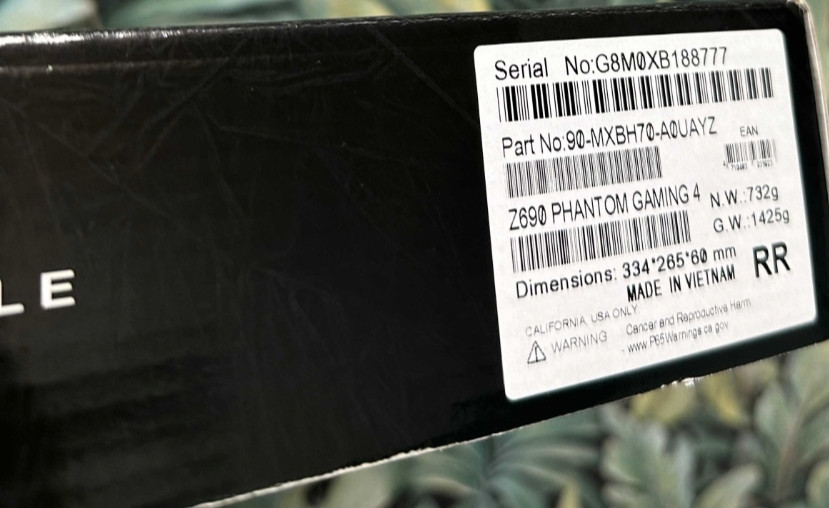 LE
Serial No:G8M0XB188777
Part No:90-MXBH70-A0UAYZ
EAN
Z690 PHANTOM GAMING 4
N.W.:732g
G.W.:1425g
Dimensions: 334*265*60 mm
MADE IN VIETNAM
RR
CALIFORNIA, USA ONLY
WARNING
Cancer and Reproductive Harm
- www.P65Warnings.ca.gov